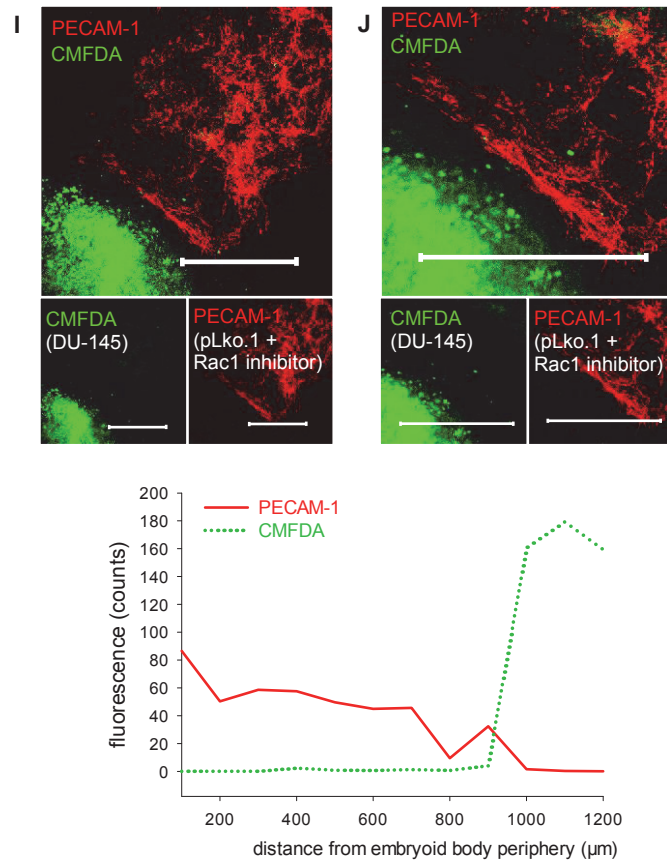 I
PECAM-1
CMFDA
CMFDA
(DU-145)
PECAM-1
(pLko.1 +
Rac1 inhibitor)
J
PECAM-1
CMFDA
CMFDA
(DU-145)
PECAM-1
(pLko.1 +
Rac1 inhibitor)
PECAM-1
CMFDA
fluorescence (counts)
200
180
160
140
120
100
80
60
40
20
0
200 400 600 800 1000 1200
distance from embryoid body periphery (µm)